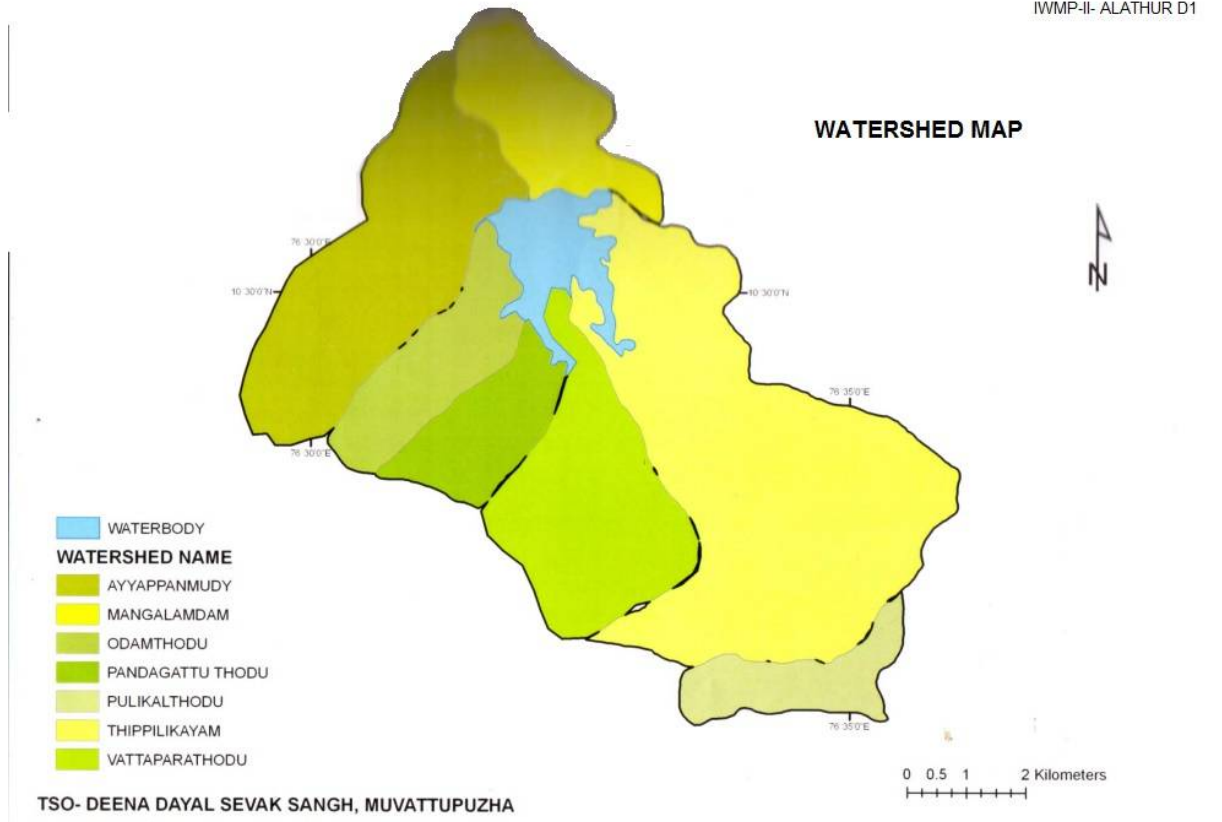 IWMP-II- ALATHUR D1
WATERSHED MAP
76 30'0"E
10 30'0"N
10 30'0"N
N
76 35'0"E
76 30'0"E
WATERBODY
WATERSHED NAME
AYYAPPANMUDY
MANGALAMDAM
ODAMTHODU
PANDAGATTU THODU
PULIKALTHODU
THIPPILIKAYAM
VATTAPARATHODU
76 35'0"E
0 0.5 1 2 Kilometers
TSO- DEENA DAYAL SEVAK SANGH, MUVATTUPUZHA